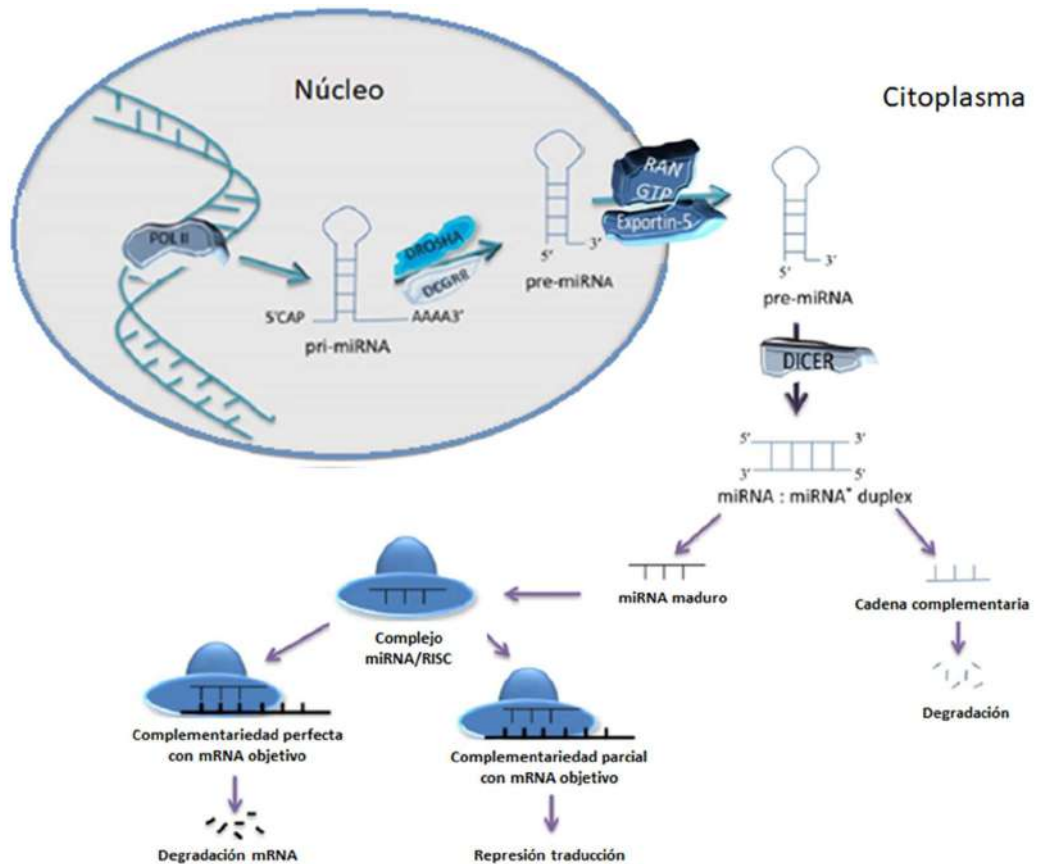 Núcleo
Citoplasma
POL II
5'CAP
AAAA3'
pri-miRNA
DROSHA
DCGR8
5'
3'
pre-miRNA
RAN
GTP
Exportin-5
5'
3'
pre-miRNA
DICER
5'
3'
3'
5'
miRNA : miRNA* duplex
miRNA maduro
Cadena complementaria
Degradación
Complejo
miRNA/RISC
Complementariedad perfecta
con mRNA objetivo
Degradación mRNA
Complementariedad parcial
con mRNA objetivo
Represión traducción